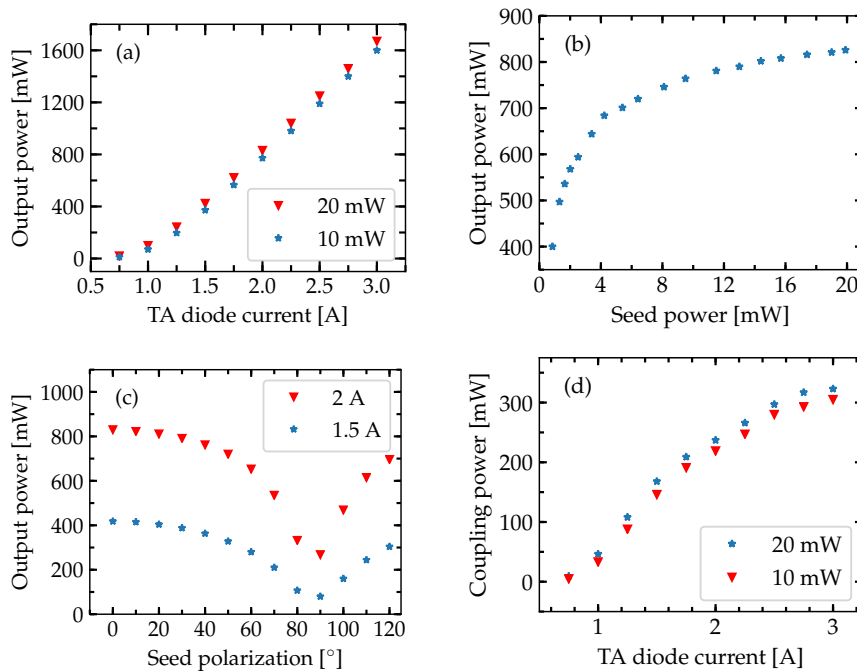 (a)
Output power [mW]
1600
1200
800
400
0
20 mW
10 mW
0.5 1.0 1.5 2.0 2.5 3.0
TA diode current [A]
(b)
Output power [mW]
900
800
700
600
500
400
0 4 8 12 16 20
Seed power [mW]
(c)
Output power [mW]
1000
800
600
400
200
0
2 A
1.5 A
0 20 40 60 80 100 120
Seed polarization [°]
(d)
Coupling power [mW]
300
200
100
0
20 mW
10 mW
1 2 3
TA diode current [A]